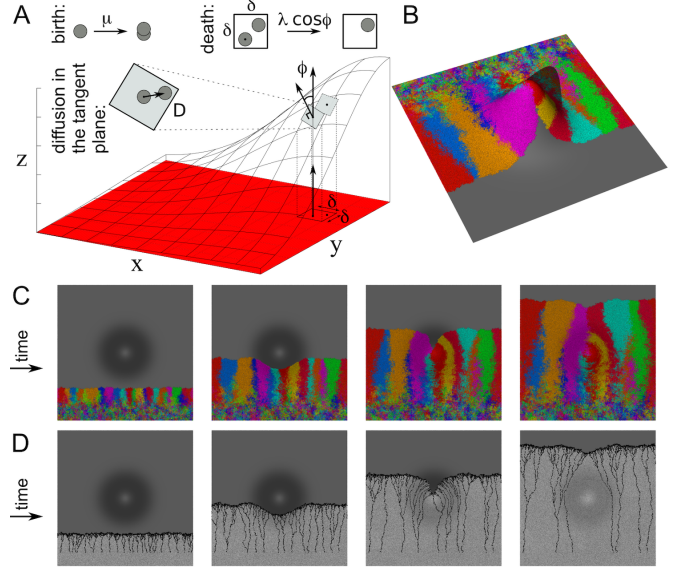 A
birth:
μ
death:
δ
δ
λ cosϕ
B
diffusion in
the tangent
plane:
D
ϕ
z
δ
δ
x
y
C
time
D
time